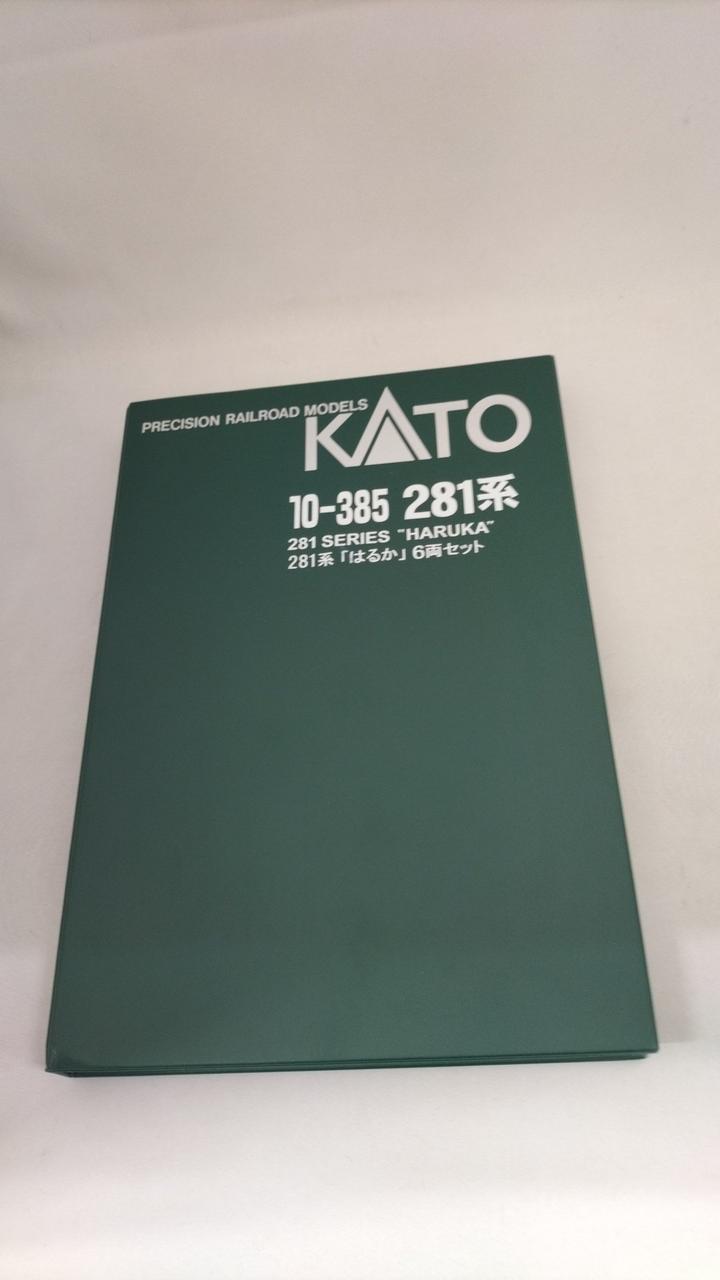 PRECISION RAILROAD MODELS
KATO
10-385 281系
281 SERIES "HARUKA"
281系「はるか」6両セット